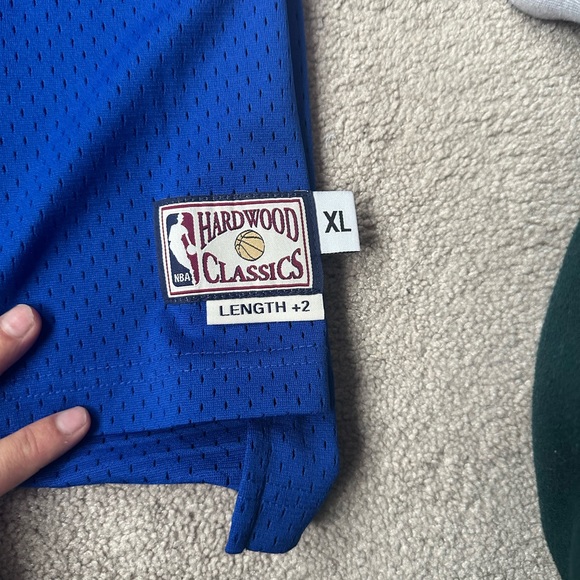 HARDWOOD
CLASSICS
NBA
XL
LENGTH +2